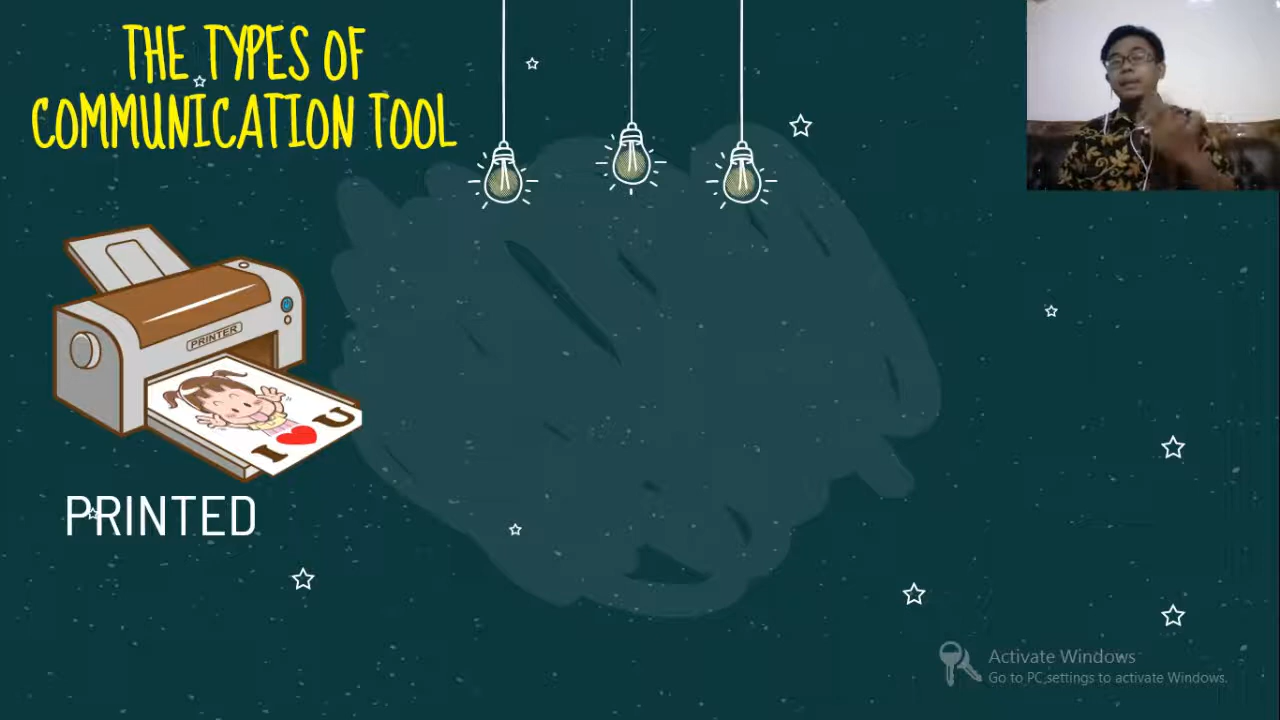 THE TYPES OF
COMMUNICATION TOOL
PRINTER
I U
PRINTED
Activate Windows
Go to PC settings to activate Windows.